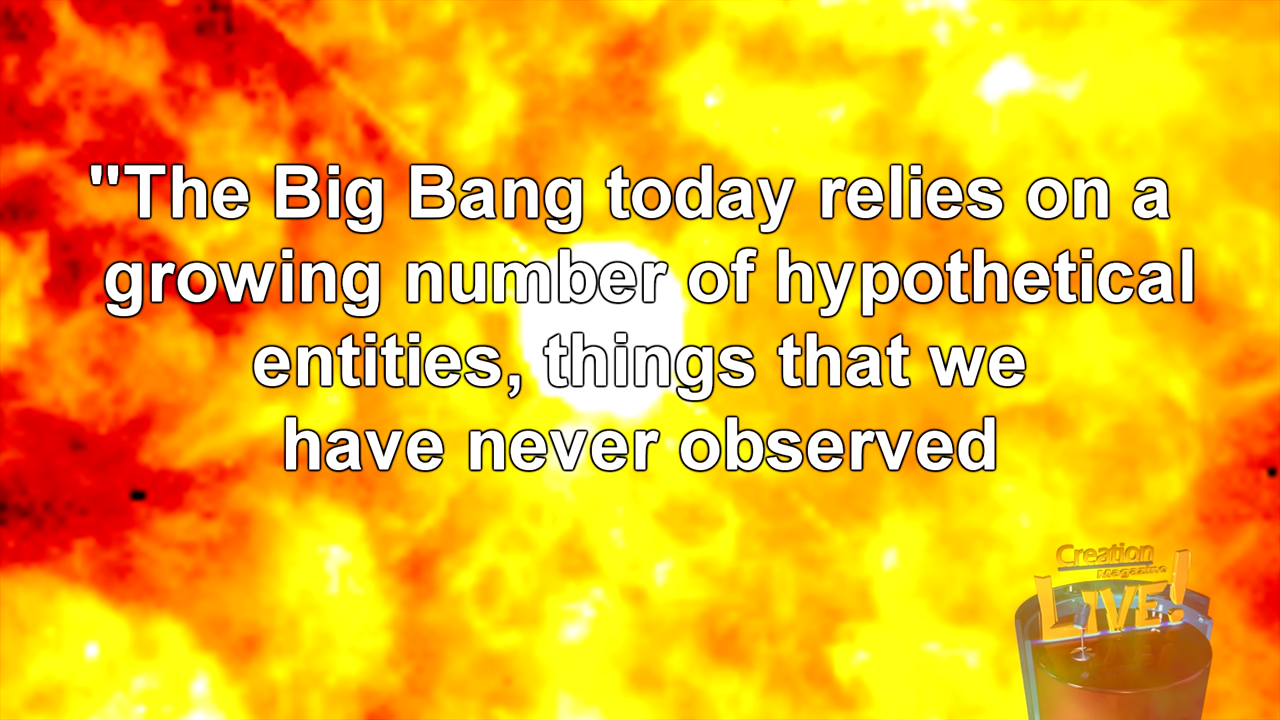 "The Big Bang today relies on a
growing number of hypothetical
entities, things that we
have never observed
Creation
Magazine
LIVE!